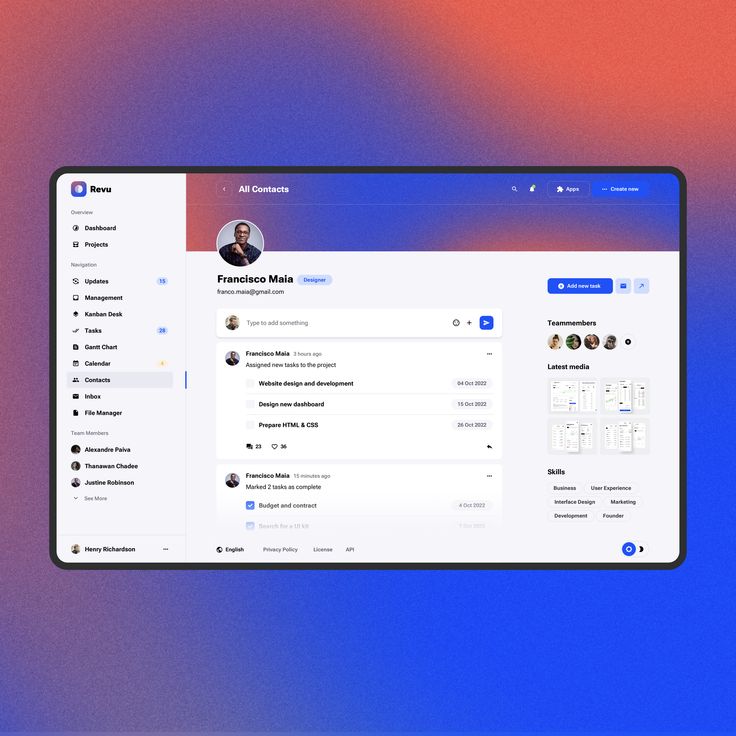 Revu
Overview
Dashboard
Projects
Navigation
Updates 15
Management
Kanban Desk
Tasks 28
Gantt Chart
Calendar 4
Contacts
Inbox
File Manager
Team Members
Alexandre Paiva
Thanawan Chadee
Justine Robinson
See More
Henry Richardson
All Contacts
Apps
Create new
Francisco Maia Designer
franco.maia@gmail.com
Add new task
Type to add something
Francisco Maia 3 hours ago
Assigned new tasks to the project
Website design and development 04 Oct 2022
Design new dashboard 15 Oct 2022
Prepare HTML & CSS 26 Oct 2022
23 36
Francisco Maia 15 minutes ago
Marked 2 tasks as complete
Budget and contract 4 Oct 2022
Search for a UI kit
Teammembers
Latest media
Skills
Business User Experience
Interface Design Marketing
Development Founder
English Privacy Policy License API